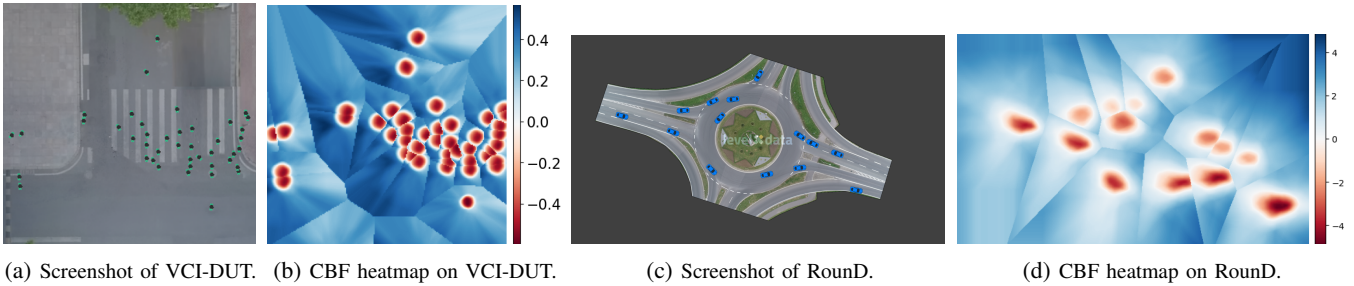 0.4
0.2
0.0
−0.2
−0.4
levelXdata
4
2
0
−2
−4
(a) Screenshot of VCI-DUT.
(b) CBF heatmap on VCI-DUT.
(c) Screenshot of RounD.
(d) CBF heatmap on RounD.